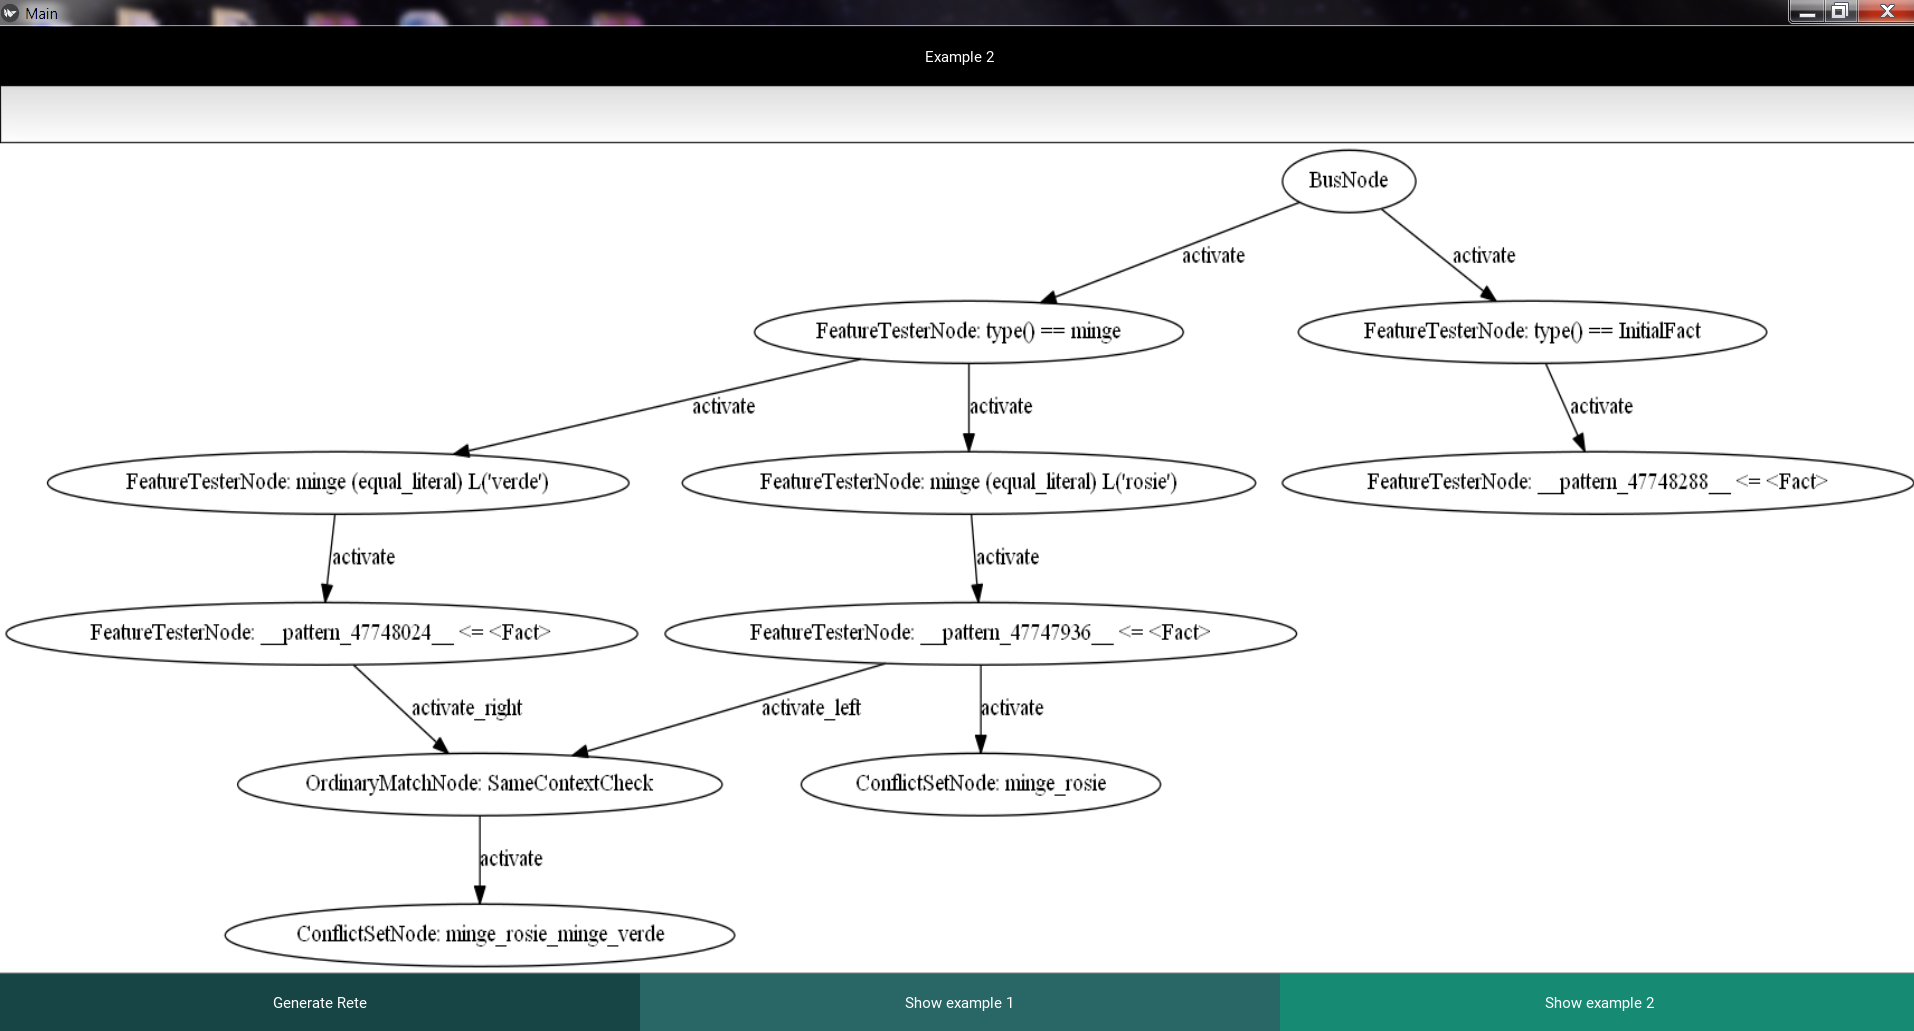 Main
Example 2
BusNode
activate
activate
FeatureTesterNode: type() == minge
FeatureTesterNode: type() == InitialFact
activate
activate
activate
FeatureTesterNode: minge (equal_literal) L('verde')
FeatureTesterNode: minge (equal_literal) L('rosie')
FeatureTesterNode: __pattern_47748288__ <= <Fact>
activate
activate
FeatureTesterNode: __pattern_47748024__ <= <Fact>
FeatureTesterNode: __pattern_47747936__ <= <Fact>
activate_right
activate_left
activate
OrdinaryMatchNode: SameContextCheck
ConflictSetNode: minge_rosie
activate
ConflictSetNode: minge_rosie_minge_verde
Generate Rete
Show example 1
Show example 2